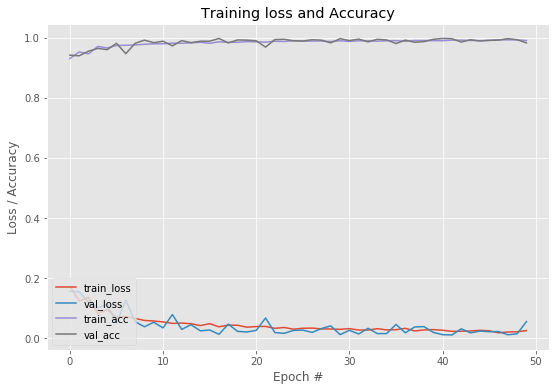 Training loss and Accuracy
Loss / Accuracy
1.0
0.8
0.6
0.4
0.2
0.0
train_loss
val_loss
train_acc
val_acc
0
10
20
30
40
50
Epoch #